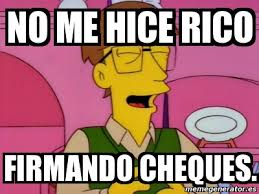 NO ME HICE RICO
FIRMANDO CHEQUES.
memegenerator.es